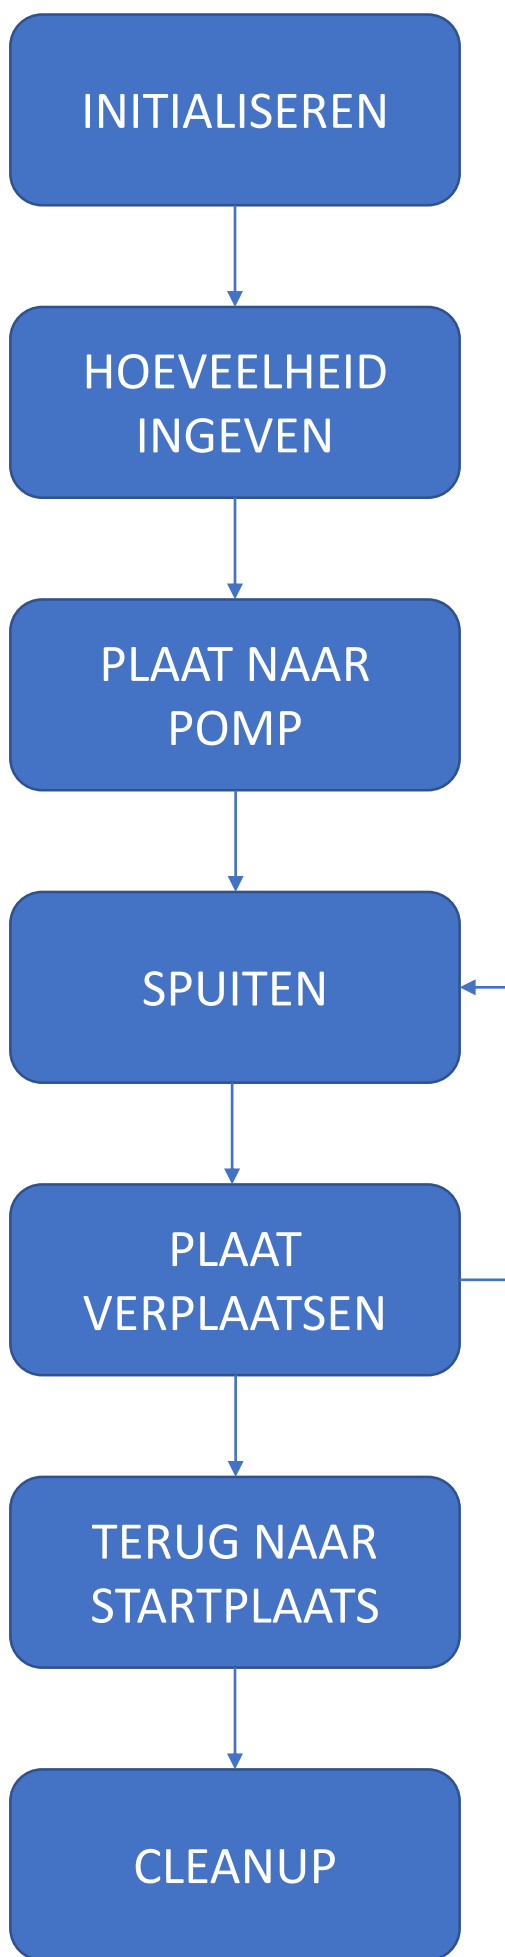 INITIALISEREN
HOEVEELHEID
INGEVEN
PLAAT NAAR
POMP
SPUITEN
PLAAT
VERPLAATSEN
TERUG NAAR
STARTPLAATS
CLEANUP